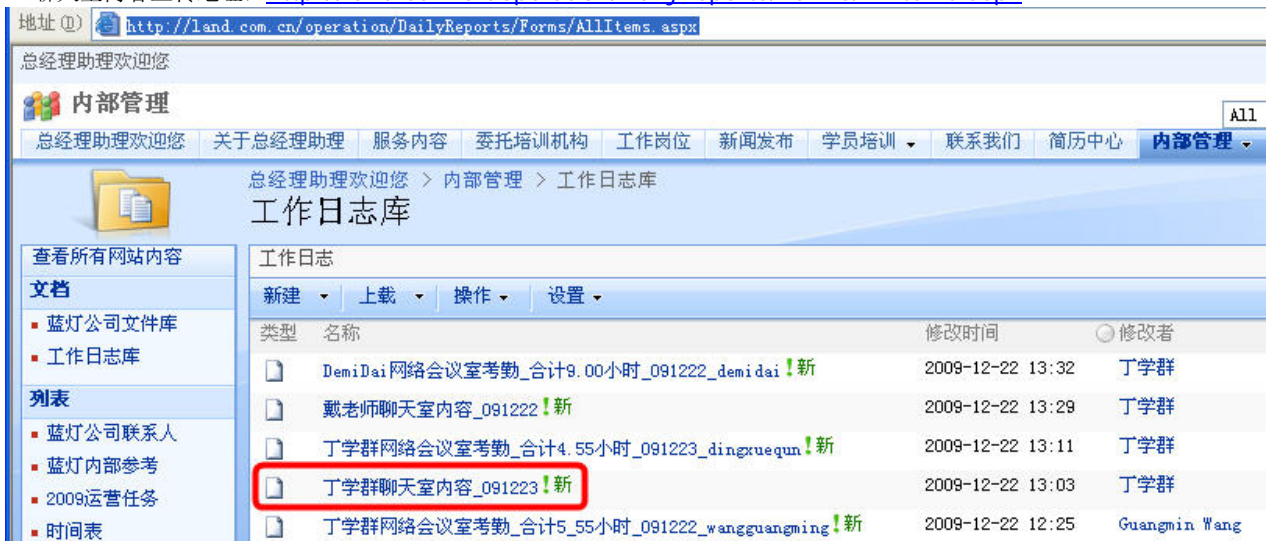 地址(D) http://land.com.cn/operation/DailyReports/Forms/AllItems.aspx
总经理助理欢迎您
内部管理
All
总经理助理欢迎您 关于总经理助理 服务内容 委托培训机构 工作岗位 新闻发布 学员培训 联系我们 简历中心 内部管理
总经理助理欢迎您 > 内部管理 > 工作日志库
工作日志库
查看所有网站内容
文档
蓝灯公司文件库
工作日志库
列表
蓝灯公司联系人
蓝灯内部参考
2009运营任务
时间表
工作日志
新建 上载 操作 设置
类型 名称 修改时间 修改者
DemiDai网络会议室考勤_合计9.00小时_091222_demidai!新 2009-12-22 13:32 丁学群
戴老师聊天室内容_091222!新 2009-12-22 13:29 丁学群
丁学群网络会议室考勤_合计4.55小时_091223_dingxuequn!新 2009-12-22 13:11 丁学群
丁学群聊天室内容_091223!新 2009-12-22 13:03 丁学群
丁学群网络会议室考勤_合计5_55小时_091222_wangguangming!新 2009-12-22 12:25 Guangmin Wang